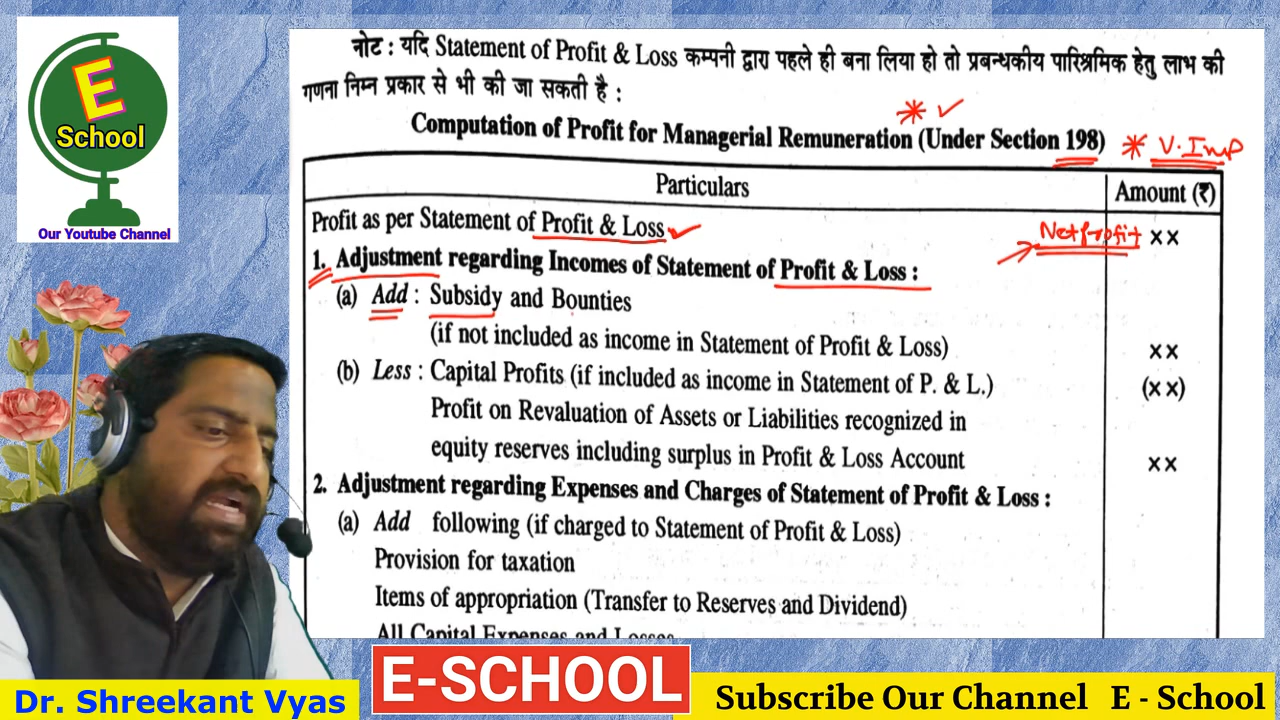 E
School
Our Youtube Channel
नोट : यदि Statement of Profit & Loss कम्पनी द्वारा पहले ही बना लिया हो तो प्रबन्धकीय पारिश्रमिक हेतु लाभ की
गणना निम्न प्रकार से भी की जा सकती है :
Computation of Profit for Managerial Remuneration (Under Section 198) * V. Imp
Particulars Amount (₹)
Profit as per Statement of Profit & Loss Net profit ××
1. Adjustment regarding Incomes of Statement of Profit & Loss :
(a) Add : Subsidy and Bounties
(if not included as income in Statement of Profit & Loss) ××
(b) Less : Capital Profits (if included as income in Statement of P. & L.) (××)
Profit on Revaluation of Assets or Liabilities recognized in
equity reserves including surplus in Profit & Loss Account ××
2. Adjustment regarding Expenses and Charges of Statement of Profit & Loss :
(a) Add following (if charged to Statement of Profit & Loss)
Provision for taxation
Items of appropriation (Transfer to Reserves and Dividend)
All Capital Expenses and Losses
Dr. Shreekant Vyas
E-SCHOOL
Subscribe Our Channel E - School